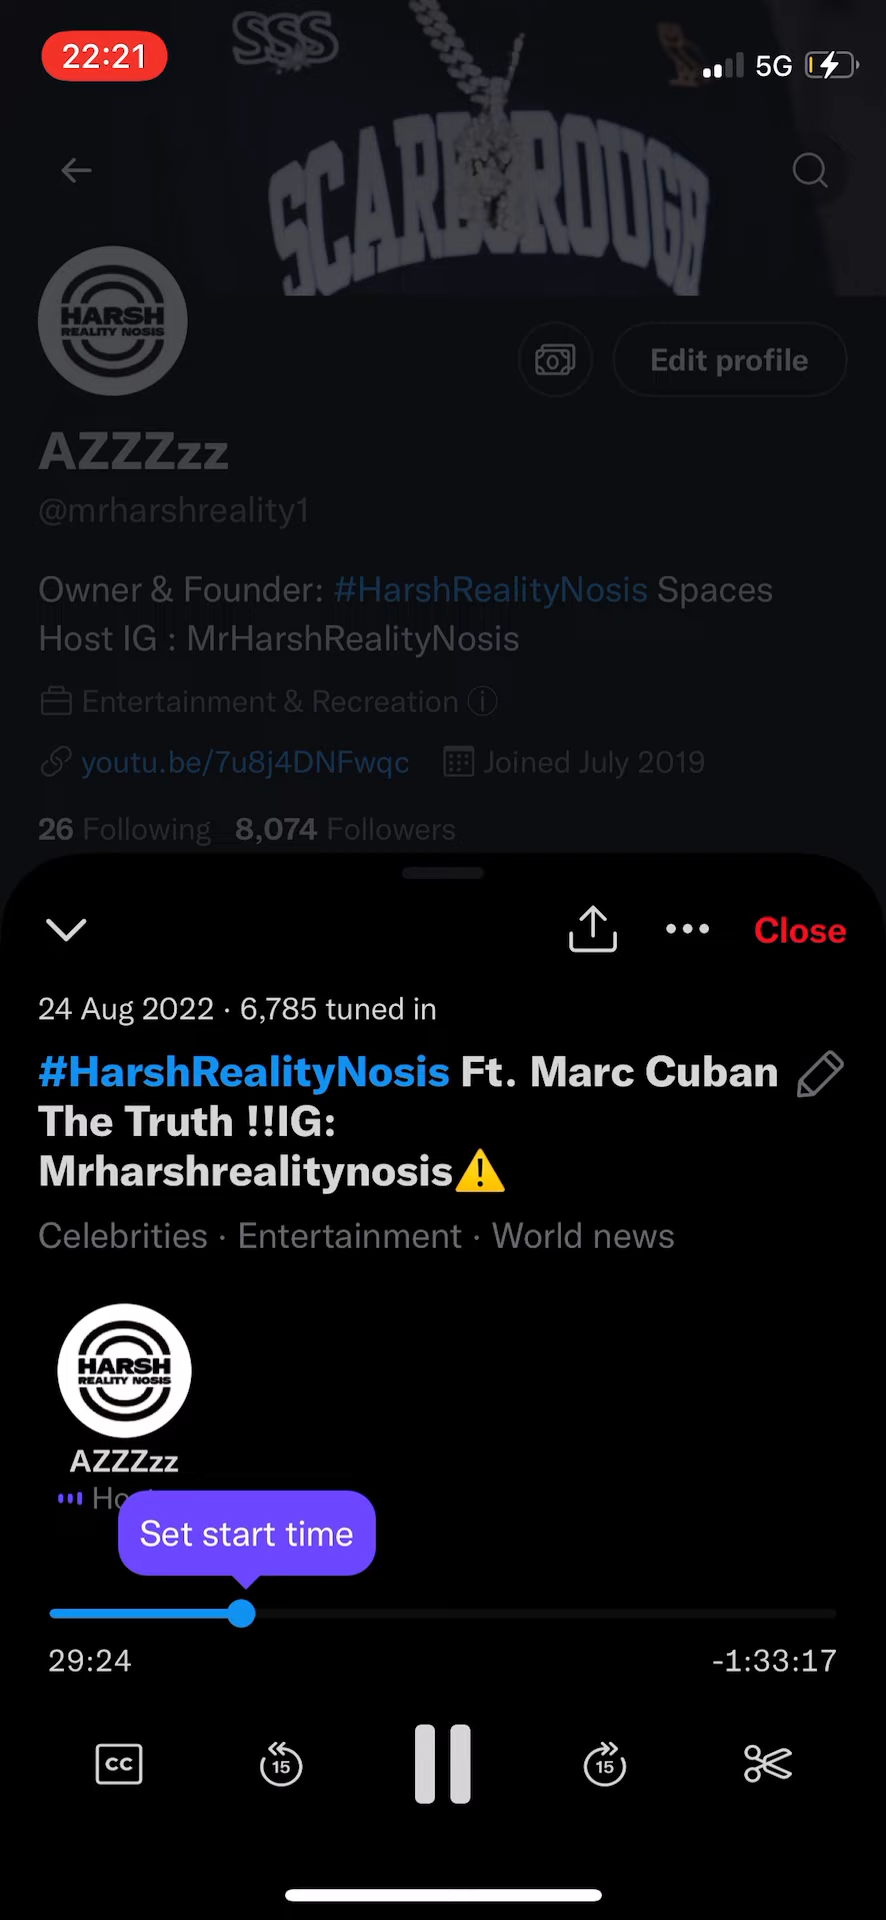 22:21
SSS
5G
SCARBOROUGH
HARSH
REALITY NOSIS
Edit profile
AZZZzz
@mrharshreality1
Owner & Founder: #HarshRealityNosis Spaces
Host IG : MrHarshRealityNosis
Entertainment & Recreation
youtu.be/7u8j4DNFwqc Joined July 2019
26 Following 8,074 Followers
Close
24 Aug 2022 · 6,785 tuned in
#HarshRealityNosis Ft. Marc Cuban
The Truth !!IG:
Mrharshrealitynosis⚠️
Celebrities · Entertainment · World news
HARSH
REALITY NOSIS
AZZZzz
Set start time
29:24
-1:33:17
CC
15
15